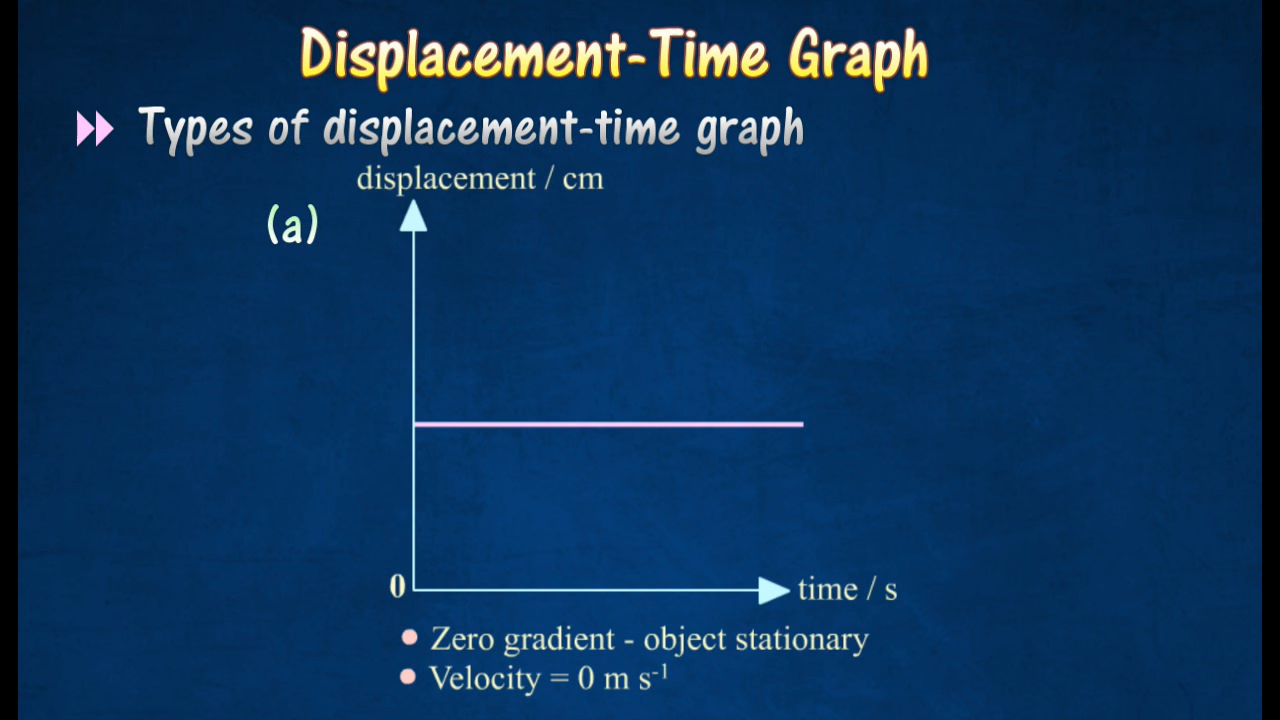 Displacement-Time Graph
Types of displacement-time graph
displacement / cm
(a)
0
time / s
Zero gradient - object stationary
Velocity = 0 m s⁻¹